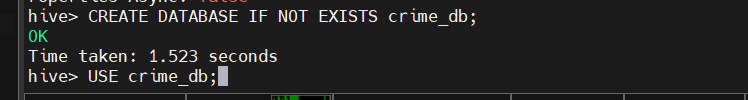 hive> CREATE DATABASE IF NOT EXISTS crime_db;
OK
Time taken: 1.523 seconds
hive> USE crime_db;